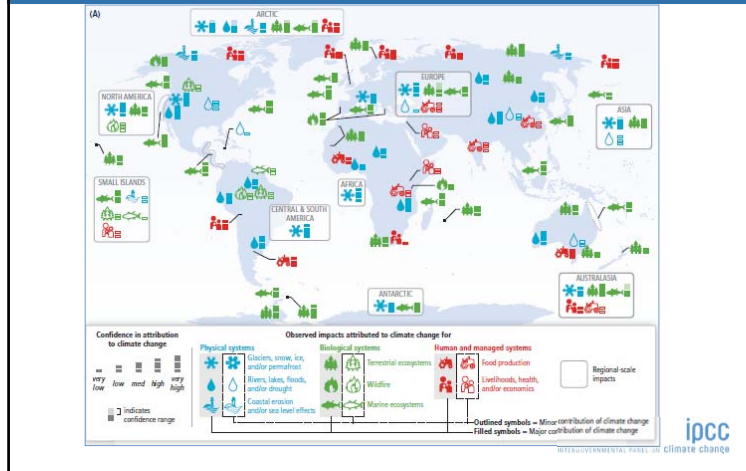 (A)
ARCTIC
NORTH AMERICA
EUROPE
ASIA
SMALL ISLANDS
AFRICA
CENTRAL & SOUTH
AMERICA
ANTARCTIC
AUSTRALASIA
Confidence in attribution
to climate change
very
low
low
med
high
very
high
indicates
confidence range
Observed impacts attributed to climate change for
Physical systems
Glaciers, snow, ice,
and/or permafrost
Rivers, lakes, floods,
and/or drought
Coastal erosion
and/or sea level effects
Biological systems
Terrestrial ecosystems
Wildfire
Marine ecosystems
Human and managed systems
Food production
Livelihoods, health,
and/or economics
Regional-scale
impacts
Outlined symbols = Minor contribution of climate change
Filled symbols = Major contribution of climate change
ipcc
INTERGOVERNMENTAL PANEL ON climate change